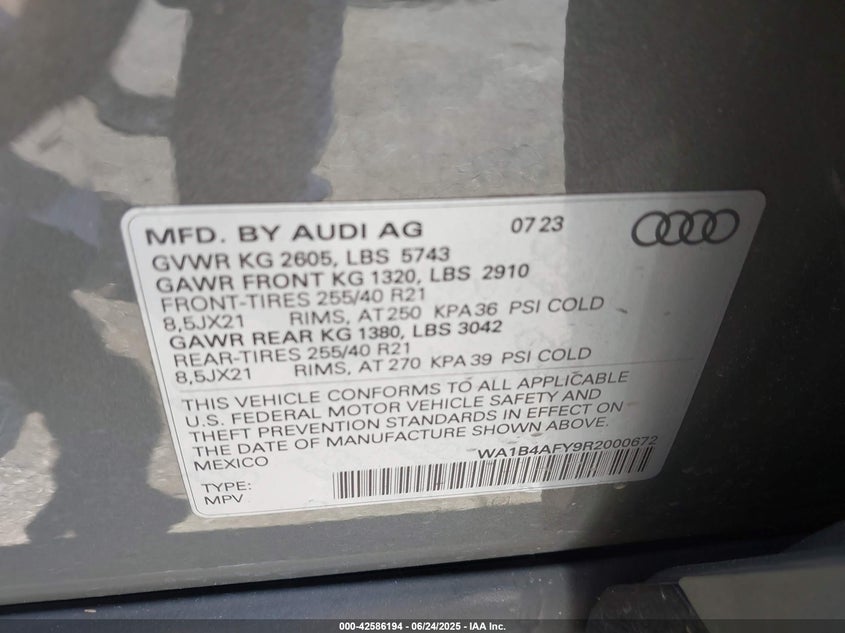 MFD. BY AUDI AG 07 23
GVWR KG 2605, LBS 5743
GAWR FRONT KG 1320, LBS 2910
FRONT-TIRES 255/40 R21
8,5JX21 RIMS, AT 250 KPA 36 PSI COLD
GAWR REAR KG 1380, LBS 3042
REAR-TIRES 255/40 R21
8,5JX21 RIMS, AT 270 KPA 39 PSI COLD
THIS VEHICLE CONFORMS TO ALL APPLICABLE
U.S. FEDERAL MOTOR VEHICLE SAFETY AND
THEFT PREVENTION STANDARDS IN EFFECT ON
THE DATE OF MANUFACTURE SHOWN ABOVE.
MEXICO WA1B4AFY9R2000672
TYPE:
MPV
000-42586194 - 06/24/2025 - IAA Inc.